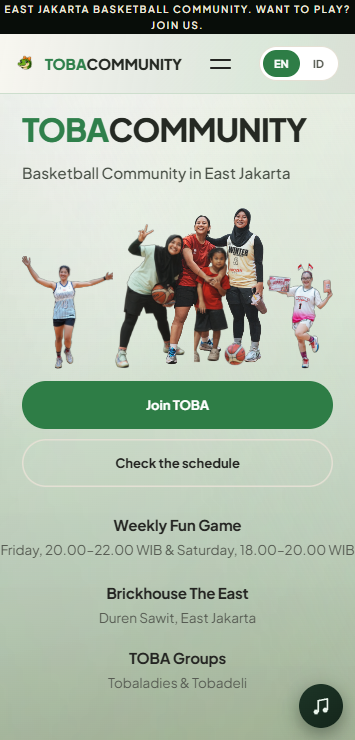 EAST JAKARTA BASKETBALL COMMUNITY. WANT TO PLAY?
JOIN US.
TOBACOMMUNITY
EN
ID
TOBACOMMUNITY
Basketball Community in East Jakarta
WINTER
1
Join TOBA
Check the schedule
Weekly Fun Game
Friday, 20.00–22.00 WIB & Saturday, 18.00–20.00 WIB
Brickhouse The East
Duren Sawit, East Jakarta
TOBA Groups
Tobaladies & Tobadeli